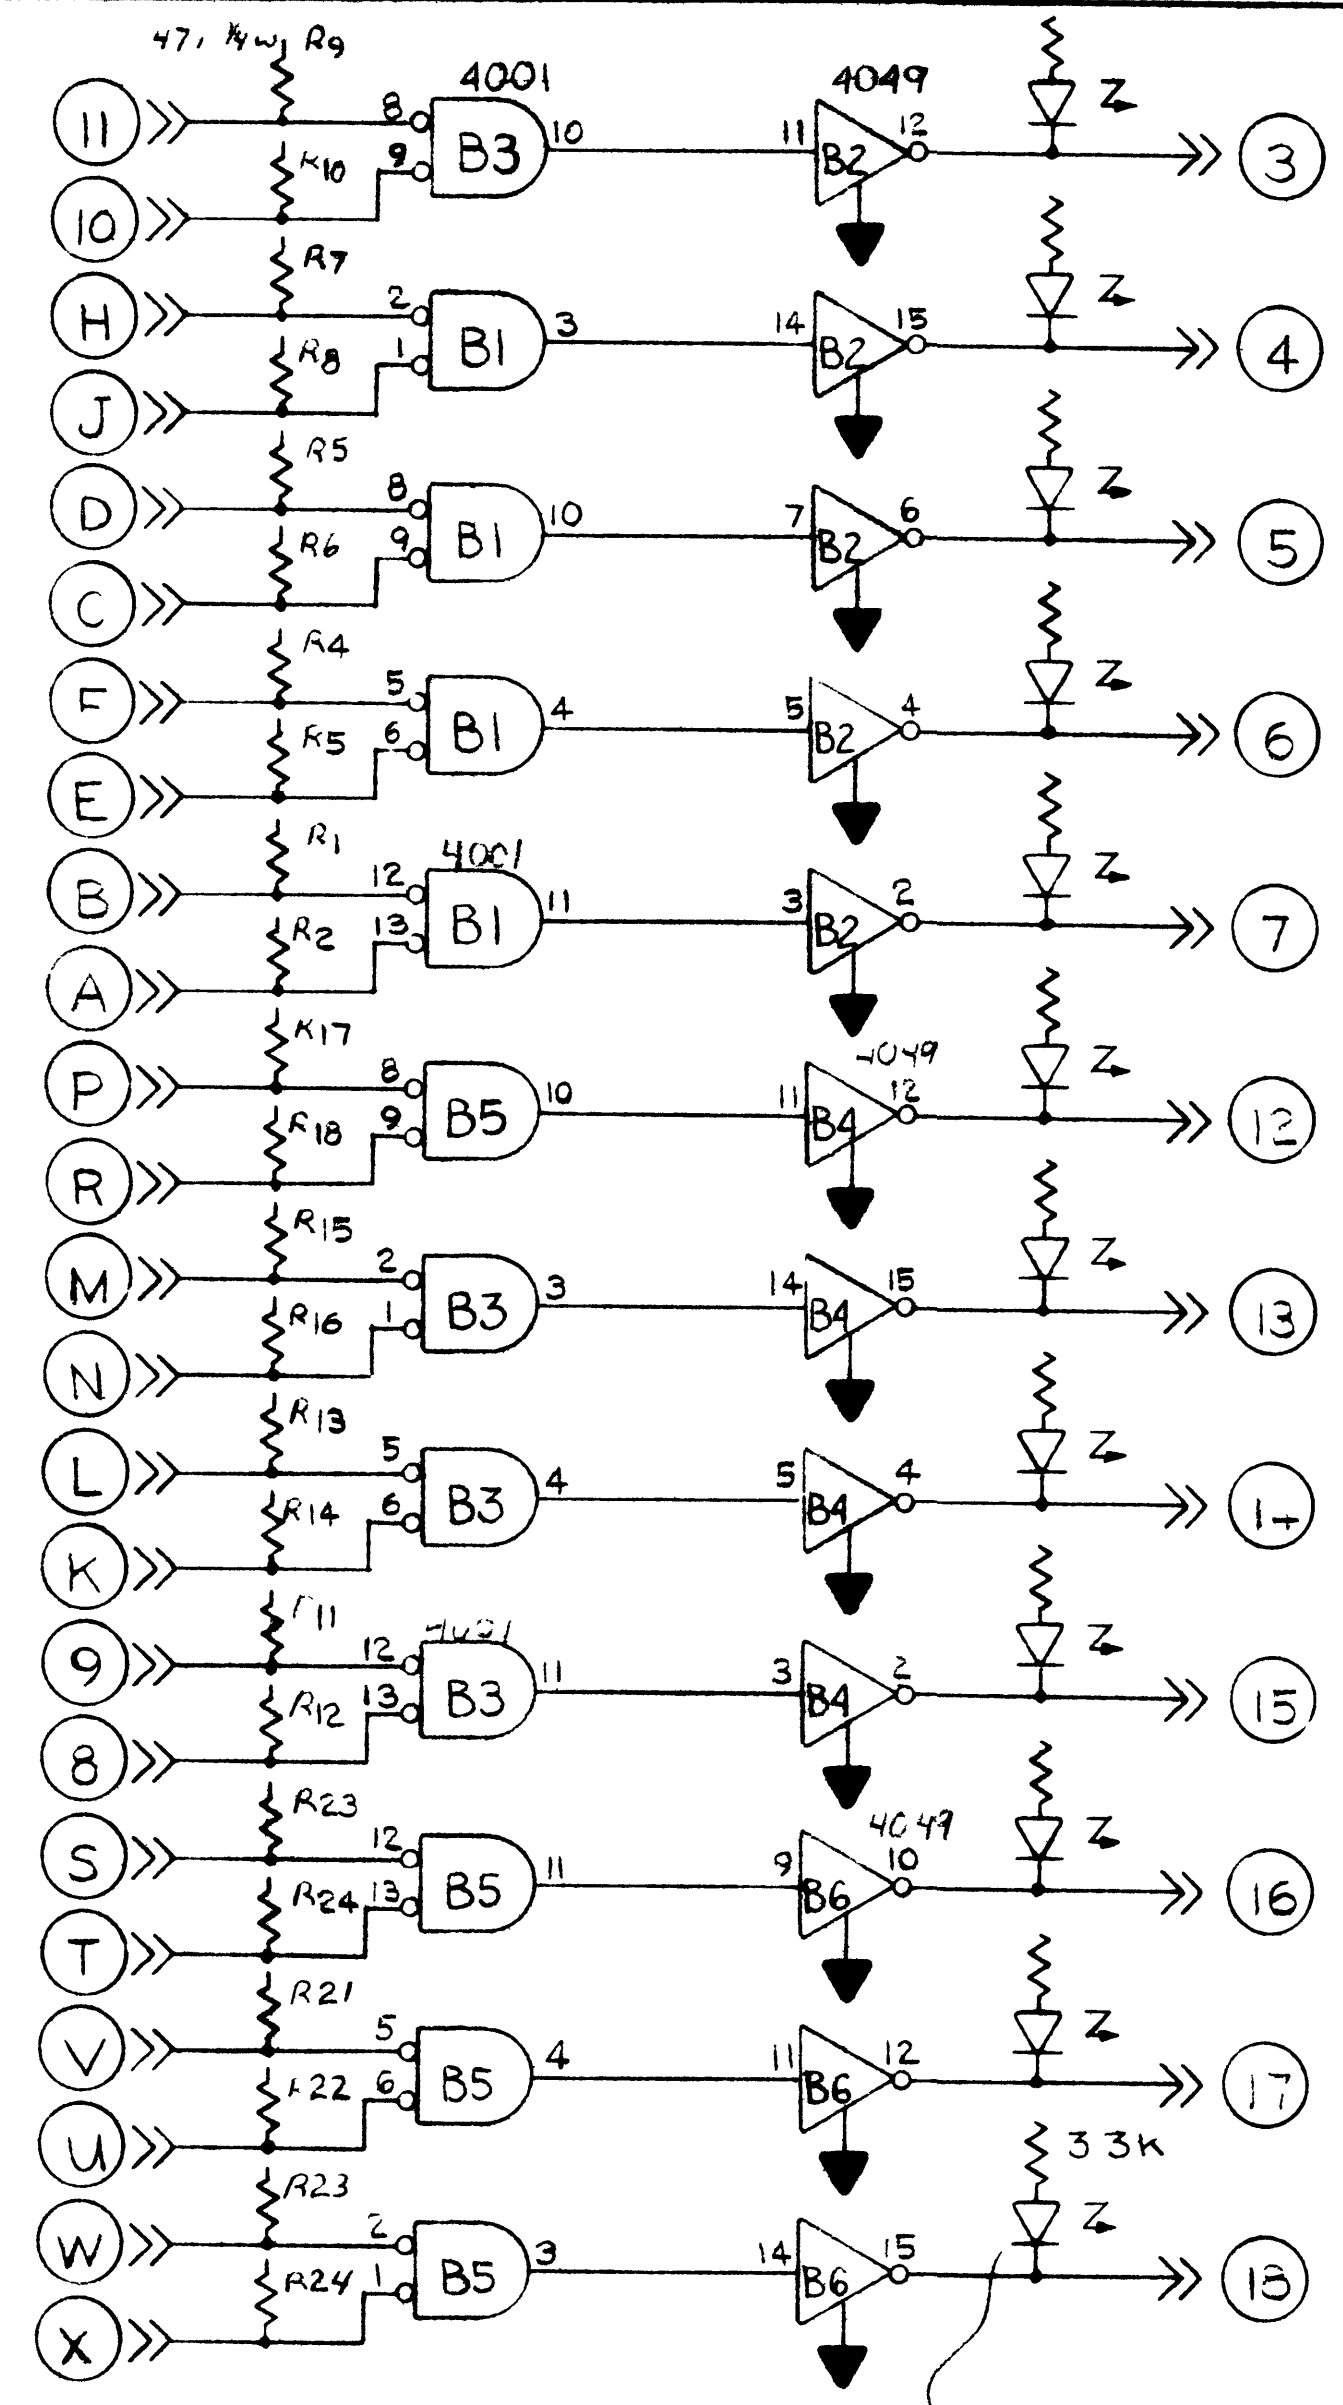 47, ¼w R9
4001
4049
11 8 B3 10 11 B2 12 Z 3
R10 9
10
R7
H 2 B1 3 14 B2 15 Z 4
R8 1
J
R5
D 8 B1 10 7 B2 6 Z 5
R6 9
C
R4
F 5 B1 4 5 B2 4 Z 6
R5 6
E
R1 4001
B 12 B1 11 3 B2 2 Z 7
R2 13
A
R17 4049
P 8 B5 10 11 B4 12 Z 12
R18 9
R
R15
M 2 B3 3 14 B4 15 Z 13
R16 1
N
R13
L 5 B3 4 5 B4 4 Z 14
R14 6
K
R11 4001
9 12 B3 11 3 B4 2 Z 15
R12 13
8
R23 4049
S 12 B5 11 9 B6 10 Z 16
R24 13
T
R21
V 5 B5 4 11 B6 12 Z 17
R22 6
U
R23 3 3K
W 2 B5 3 14 B6 15 Z 18
R24 1
X